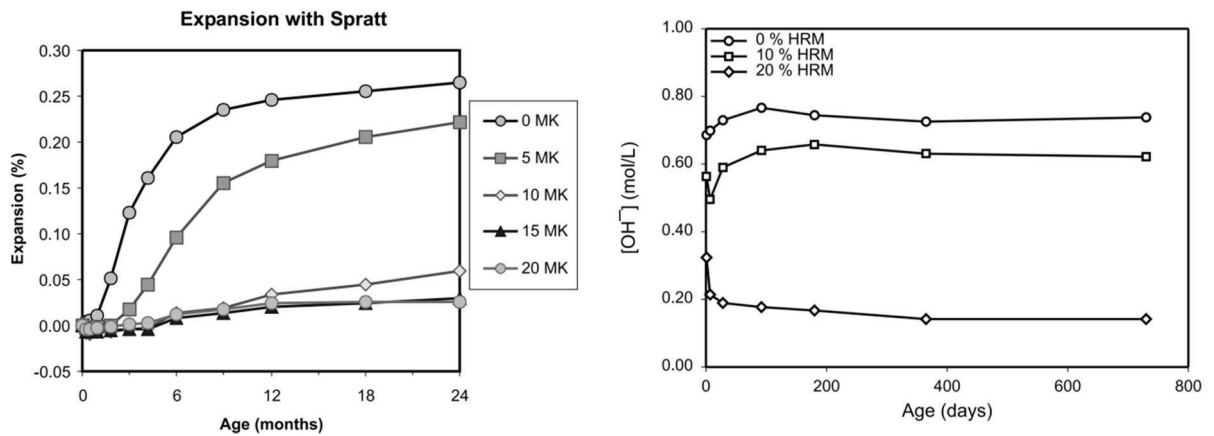 Expansion with Spratt
0.30
0.25
0.20
0.15
0.10
0.05
0.00
-0.05
Expansion (%)
0
6
12
18
24
Age (months)
0 MK
5 MK
10 MK
15 MK
20 MK
1.00
0.80
0.60
0.40
0.20
0.00
[OH¯] (mol/L)
0 % HRM
10 % HRM
20 % HRM
0
200
400
600
800
Age (days)